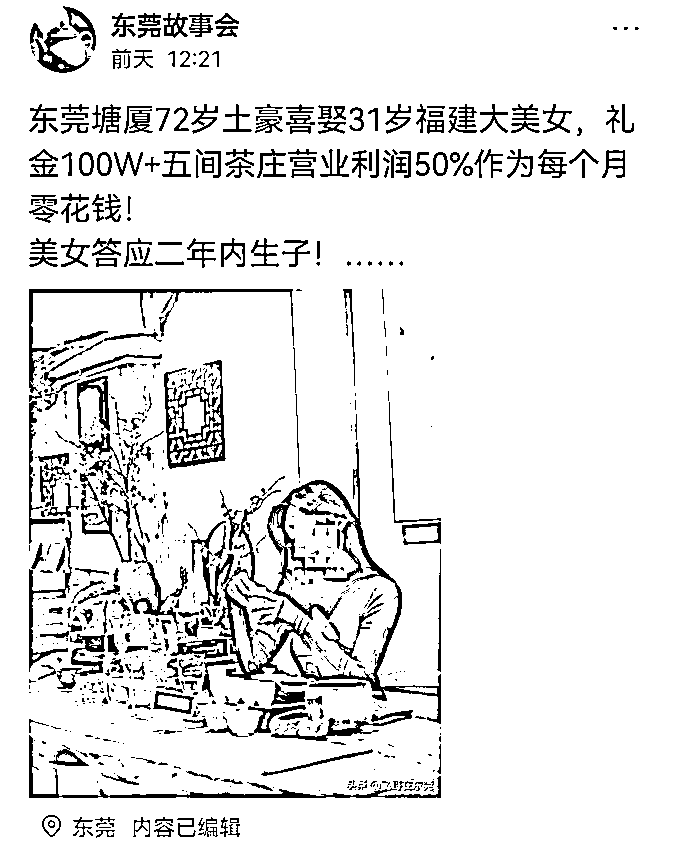 东莞故事会
前天 12:21
东莞塘厦72岁土豪喜娶31岁福建大美女，礼
金100W+五间茶庄营业利润50%作为每个月
零花钱！
美女答应二年内生子！……
头条
东莞 内容已编辑